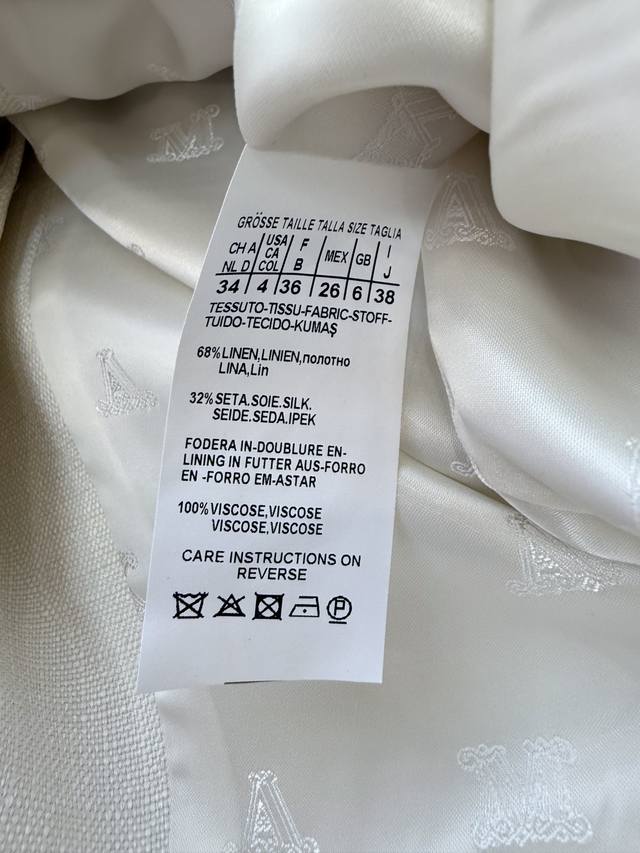 GRÖSSE TAILLE TALLA SIZE TAGLIA
CH A/ USA F MEX GB I
NL D CA B J
COL
34 4 36 26 6 38
TESSUTO-TISSU-FABRIC-STOFF-
TUIDO-TECIDO-KUMAŞ
68% LINEN,LINIEN,полотно
LINA,Lin
32% SETA.SOIE.SILK.
SEIDE.SEDA.IPEK
FODERA IN-DOUBLURE EN-
LINING IN FUTTER AUS-FORRO
EN -FORRO EM-ASTAR
100% VISCOSE,VISCOSE
VISCOSE,VISCOSE
CARE INSTRUCTIONS ON
REVERSE
P